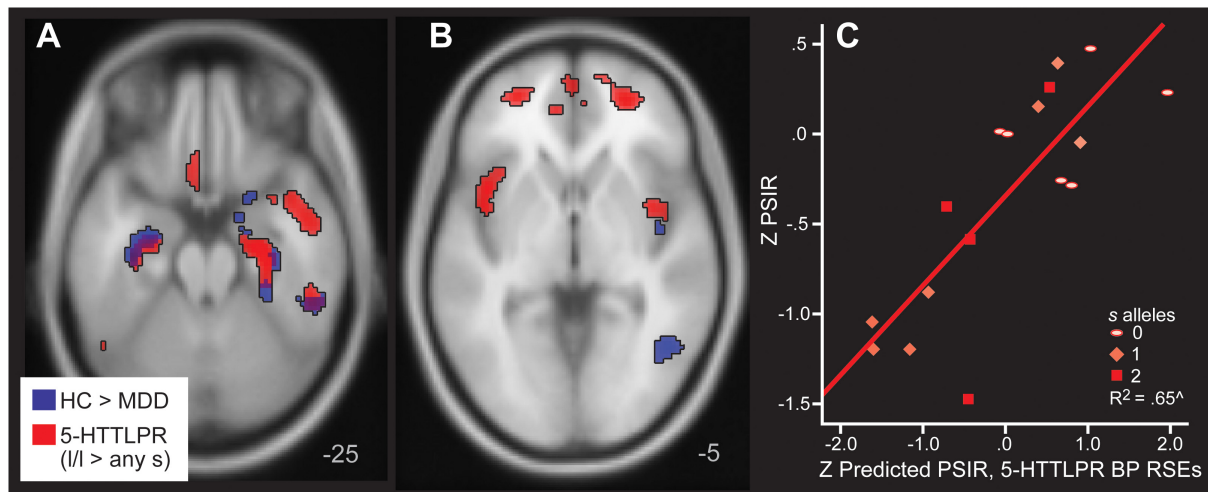 A
B
C
HC > MDD
5-HTTLPR
(l/l > any s)
-25
-5
Z PSIR
.5
.0
-.5
-1.0
-1.5
s alleles
0
1
2
R² = .65^
-2.0 -1.0 .0 1.0 2.0
Z Predicted PSIR, 5-HTTLPR BP RSEs